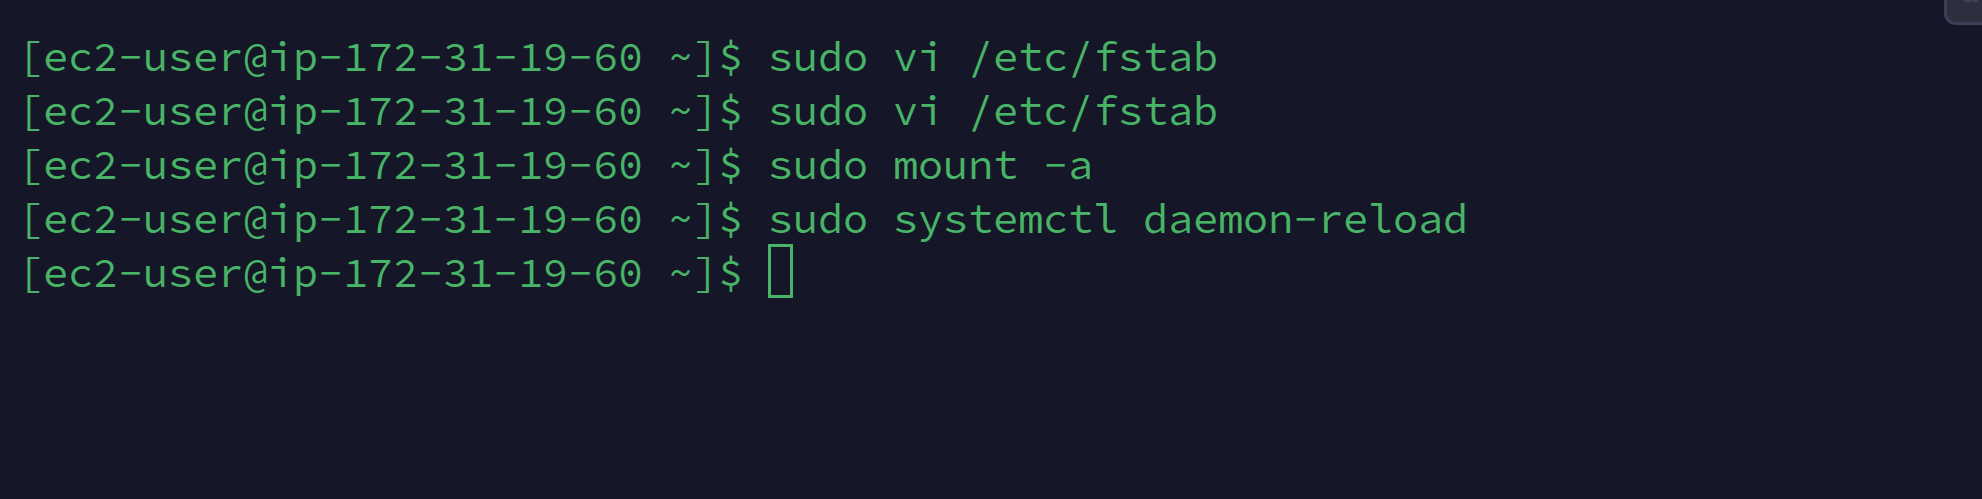 [ec2-user@ip-172-31-19-60 ~]$ sudo vi /etc/fstab
[ec2-user@ip-172-31-19-60 ~]$ sudo vi /etc/fstab
[ec2-user@ip-172-31-19-60 ~]$ sudo mount -a
[ec2-user@ip-172-31-19-60 ~]$ sudo systemctl daemon-reload
[ec2-user@ip-172-31-19-60 ~]$